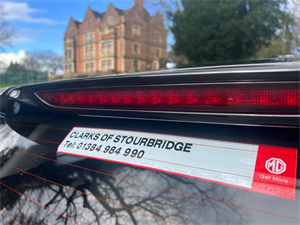 CLARKS OF STOURBRIDGE
Tel: 01384 984 990
MG
Get More